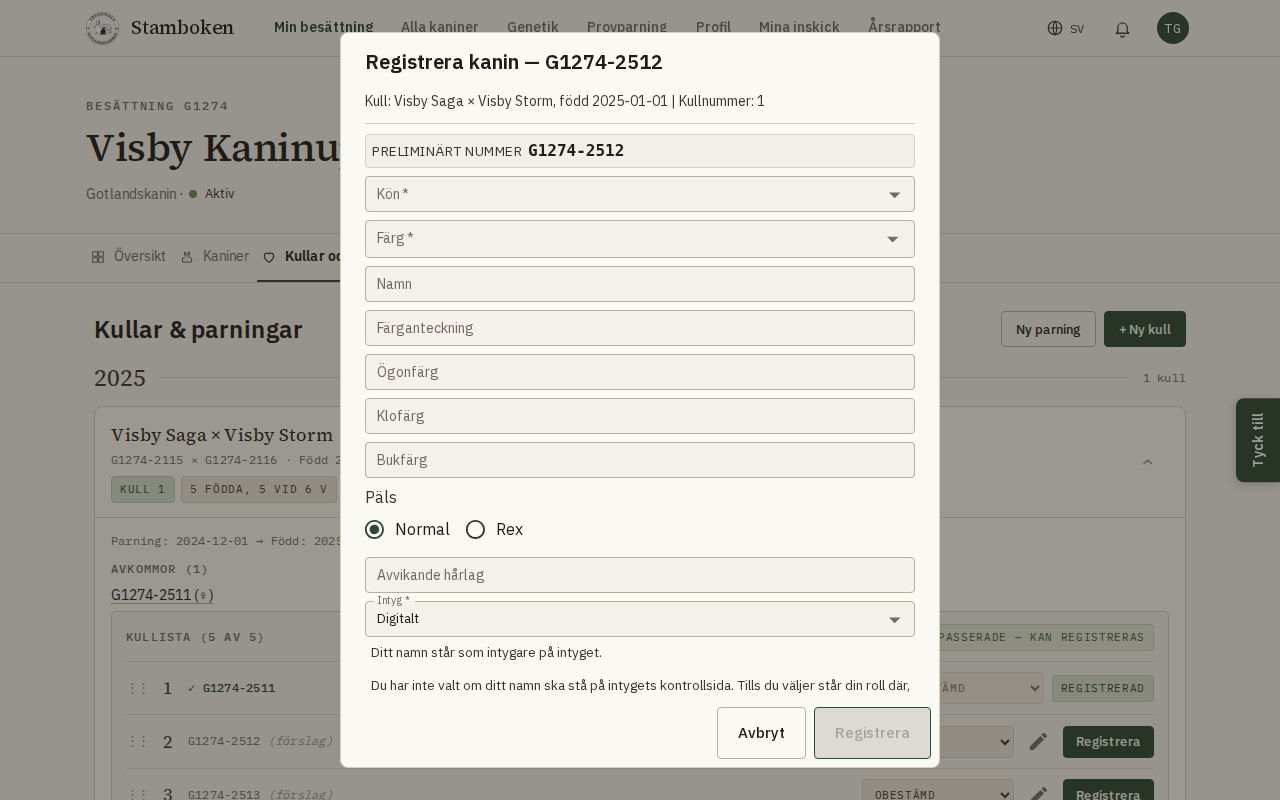 Stamboken
Min besättning
Alla kaniner
Genetik
Provparning
Profil
Mina inskick
Årsrapport
SV
TG
Registrera kanin — G1274-2512
Kull: Visby Saga × Visby Storm, född 2025-01-01 | Kullnummer: 1
BESÄTTNING G1274
Visby Kaninu
Gotlandskanin · Aktiv
PRELIMINÄRT NUMMER G1274-2512
Kön *
Färg *
Namn
Färganteckning
Ögonfärg
Klofärg
Bukfärg
Päls
Normal
Rex
Avvikande hårlag
Intyg *
Digitalt
Ditt namn står som intygare på intyget.
Du har inte valt om ditt namn ska stå på intygets kontrollsida. Tills du väljer står din roll där,
Avbryt
Registrera
Översikt
Kaniner
Kullar oc
Kullar & parningar
Ny parning
+ Ny kull
2025
1 kull
Visby Saga × Visby Storm
G1274-2115 × G1274-2116 · Född 2
KULL 1
5 FÖDDA, 5 VID 6 V
Parning: 2024-12-01 → Född: 2025
AVKOMMOR (1)
G1274-2511 (♀)
KULLISTA (5 AV 5)
PASSERADE — KAN REGISTRERAS
1 ✓ G1274-2511
ÄMD
REGISTRERAD
2 G1274-2512 (förslag)
Registrera
3 G1274-2513 (förslag)
OBESTÄMD
Registrera
Tyck till